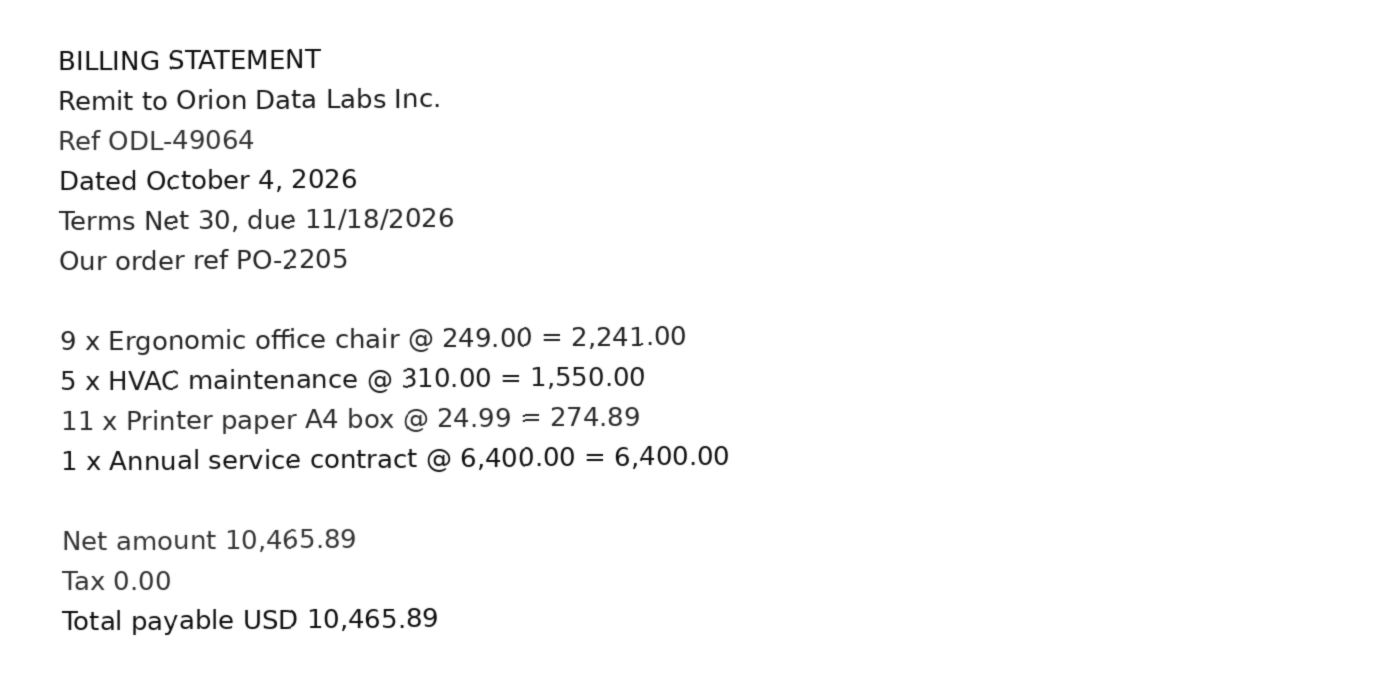 BILLING STATEMENT
Remit to Orion Data Labs Inc.
Ref ODL-49064
Dated October 4, 2026
Terms Net 30, due 11/18/2026
Our order ref PO-2205
9 x Ergonomic office chair @ 249.00 = 2,241.00
5 x HVAC maintenance @ 310.00 = 1,550.00
11 x Printer paper A4 box @ 24.99 = 274.89
1 x Annual service contract @ 6,400.00 = 6,400.00
Net amount 10,465.89
Tax 0.00
Total payable USD 10,465.89